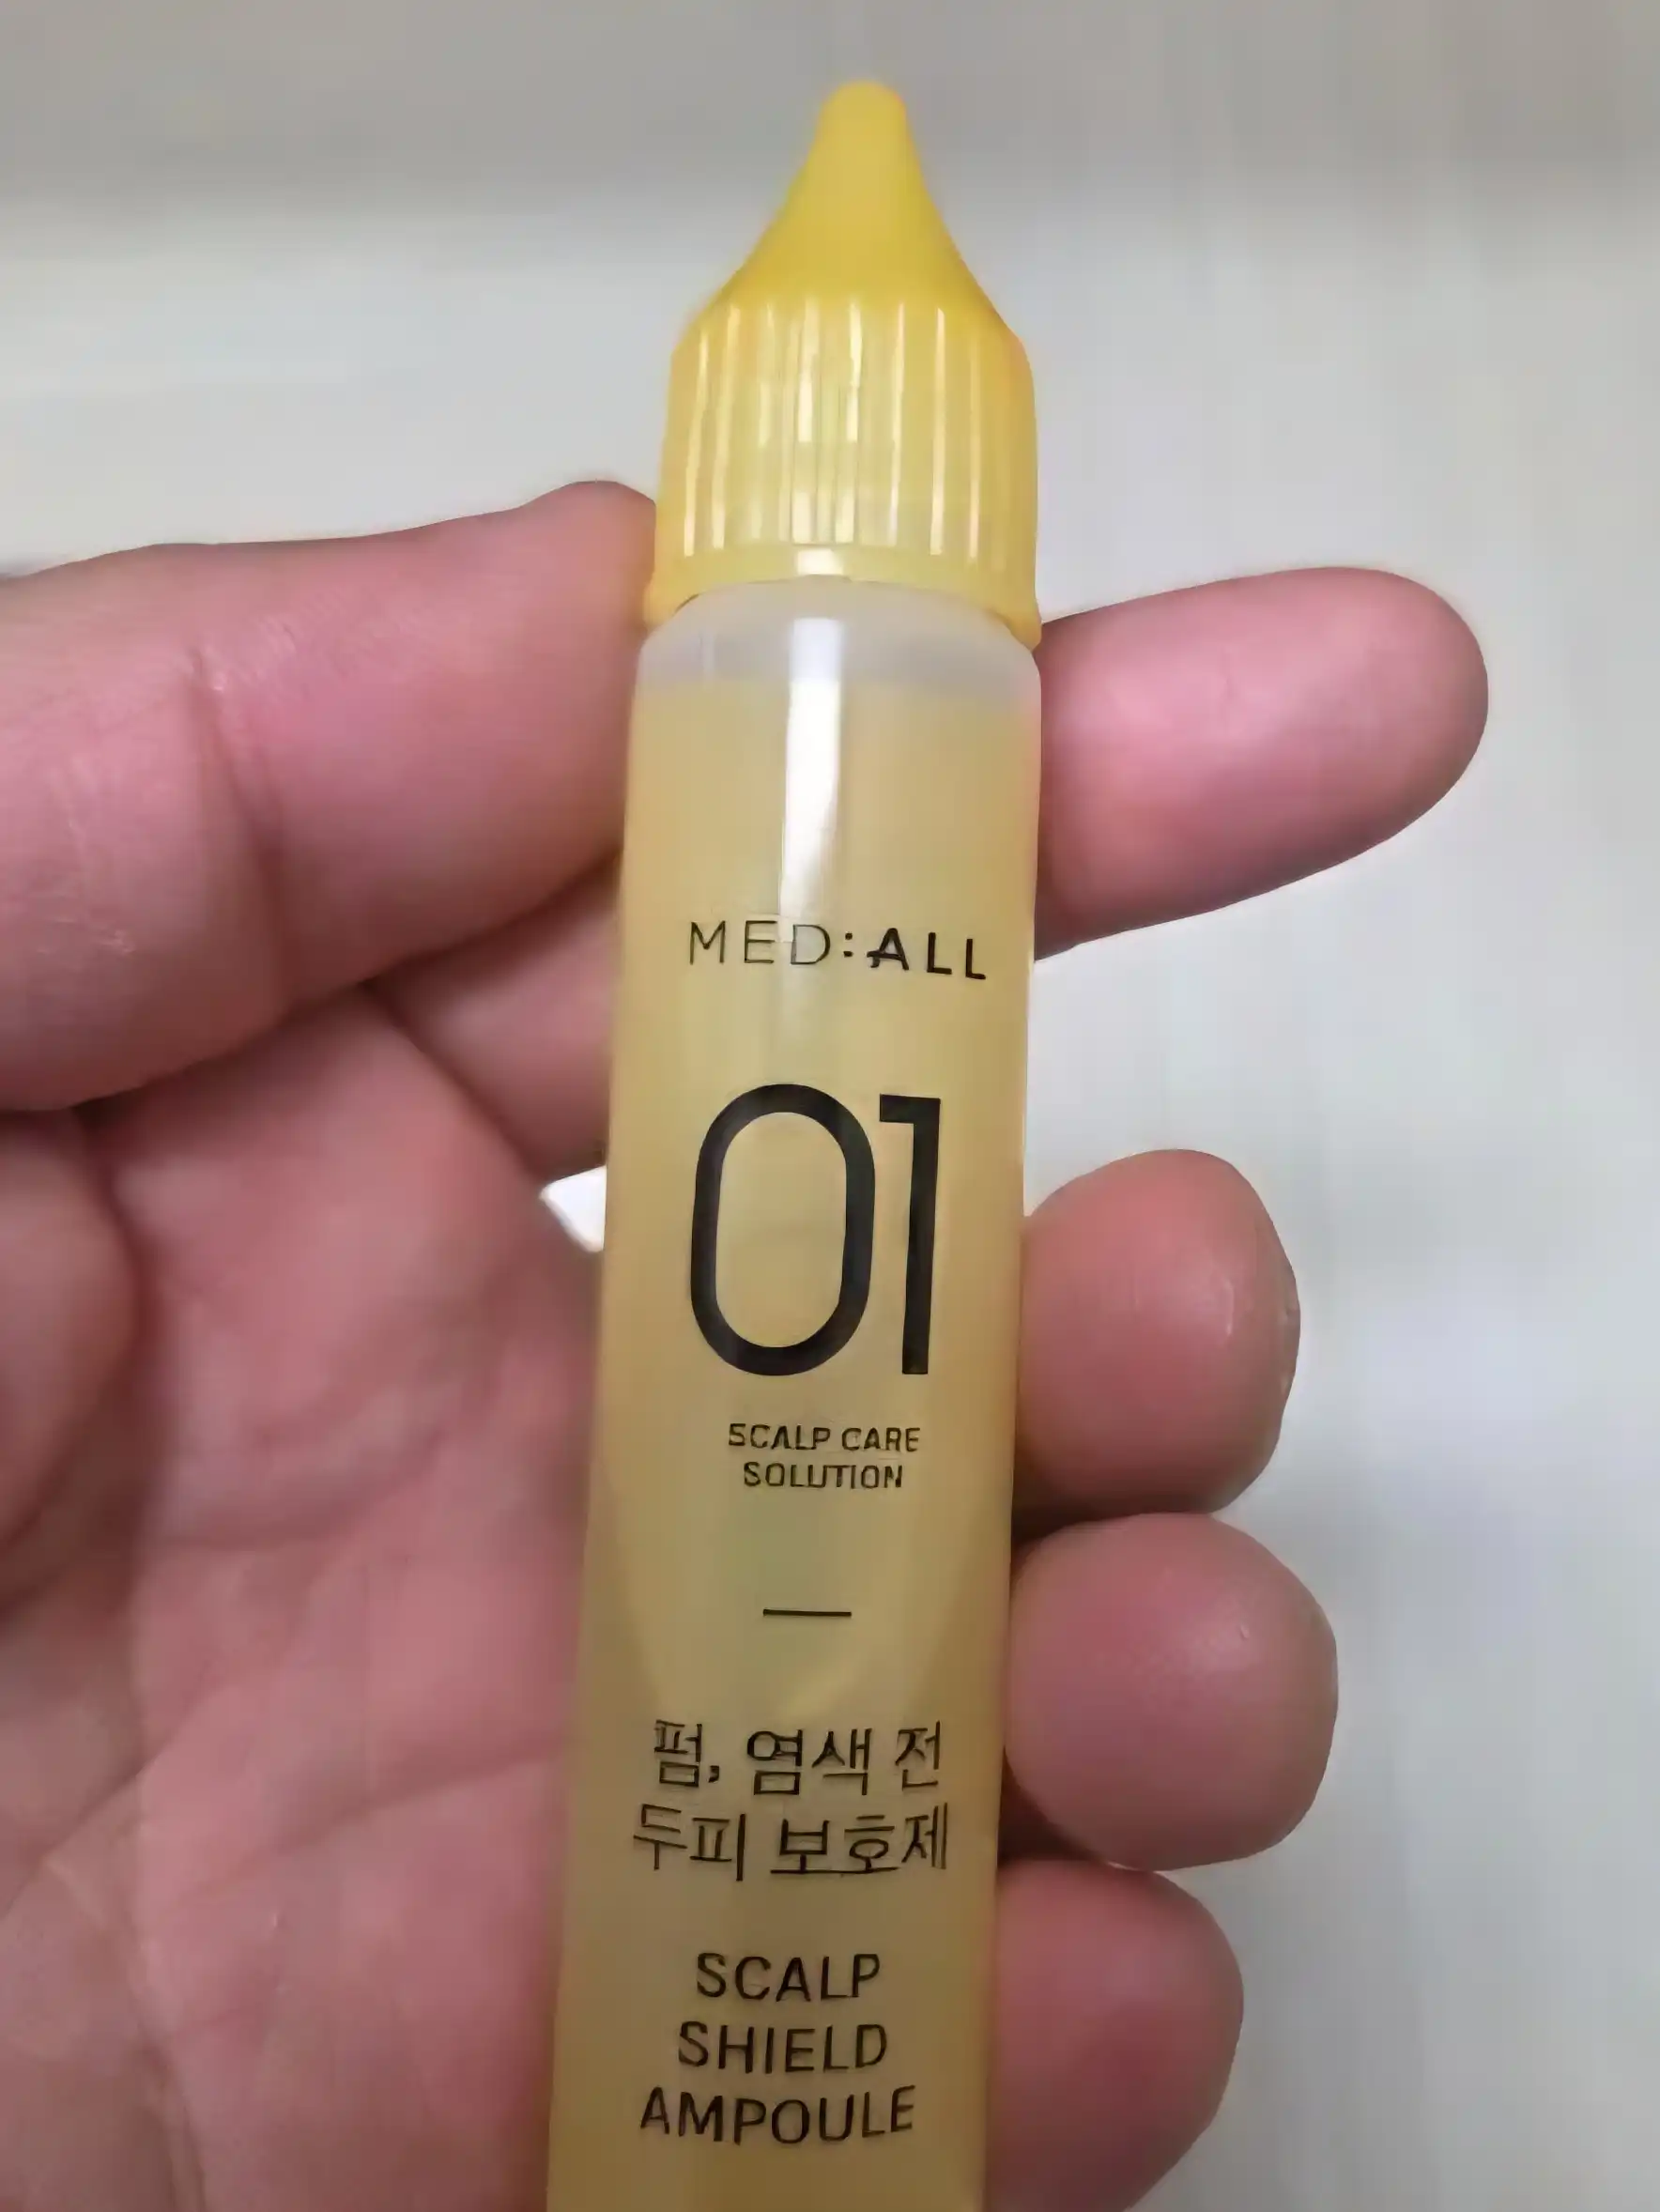 MED:ALL
01
SCALP CARE
SOLUTION
펌, 염색 전
두피 보호제
SCALP
SHIELD
AMPOULE